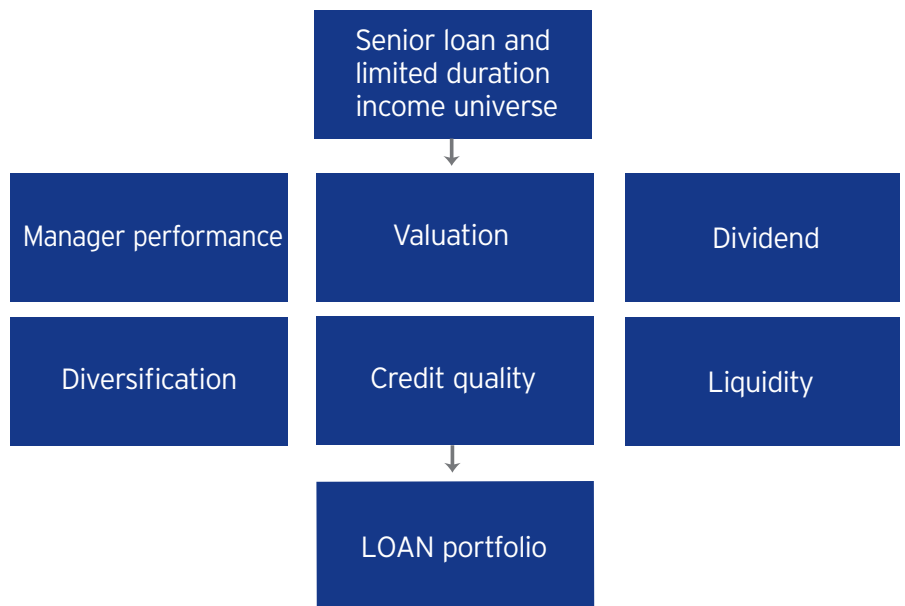 Senior loan and
limited duration
income universe
Manager performance
Valuation
Dividend
Diversification
Credit quality
Liquidity
LOAN portfolio